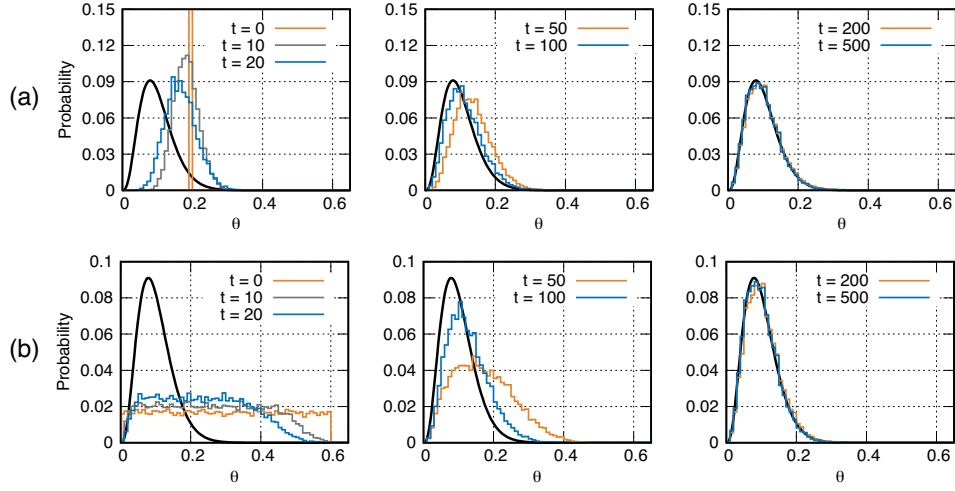 (a)
Probability
0.15
0.12
0.09
0.06
0.03
0
0 0.2 0.4 0.6
θ
t = 0
t = 10
t = 20
0.15
0.12
0.09
0.06
0.03
0
0 0.2 0.4 0.6
θ
t = 50
t = 100
0.15
0.12
0.09
0.06
0.03
0
0 0.2 0.4 0.6
θ
t = 200
t = 500
(b)
Probability
0.1
0.08
0.06
0.04
0.02
0
0 0.2 0.4 0.6
θ
t = 0
t = 10
t = 20
0.1
0.08
0.06
0.04
0.02
0
0 0.2 0.4 0.6
θ
t = 50
t = 100
0.1
0.08
0.06
0.04
0.02
0
0 0.2 0.4 0.6
θ
t = 200
t = 500